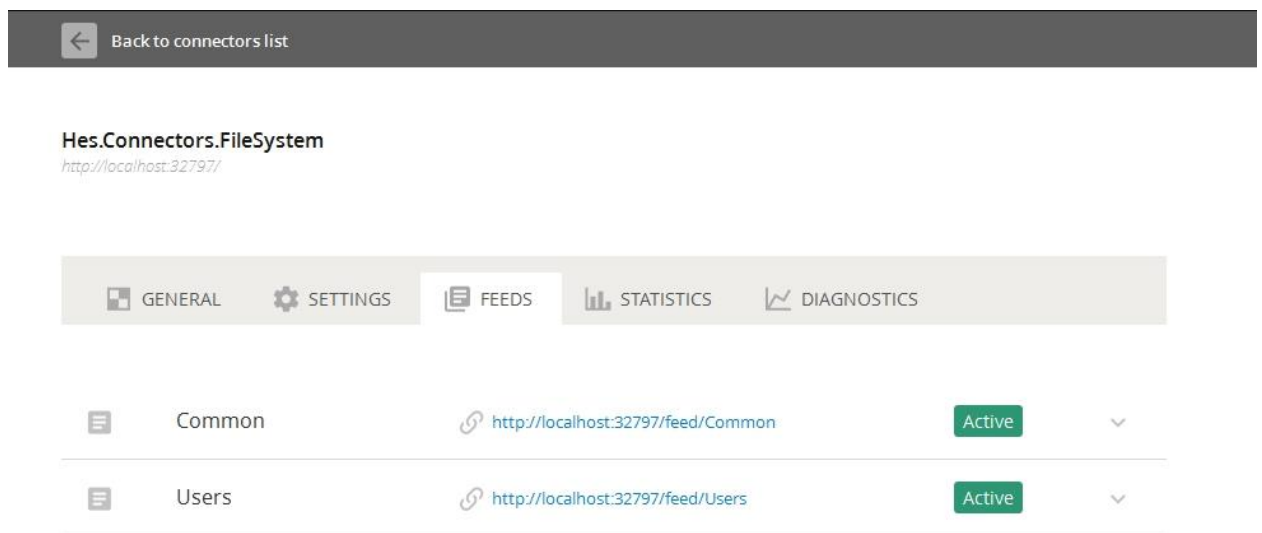 Back to connectors list
Hes.Connectors.FileSystem
http://localhost:32797/
GENERAL SETTINGS FEEDS STATISTICS DIAGNOSTICS
Common http://localhost:32797/feed/Common Active
Users http://localhost:32797/feed/Users Active